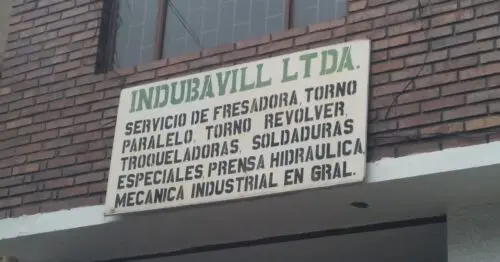 INDUBAVILL LTDA.
SERVICIO DE FRESADORA, TORNO
PARALELO, TORNO REVOLVER,
TROQUELADORAS, SOLDADURAS
ESPECIALES PRENSA HIDRAULICA
MECANICA INDUSTRIAL EN GRAL.